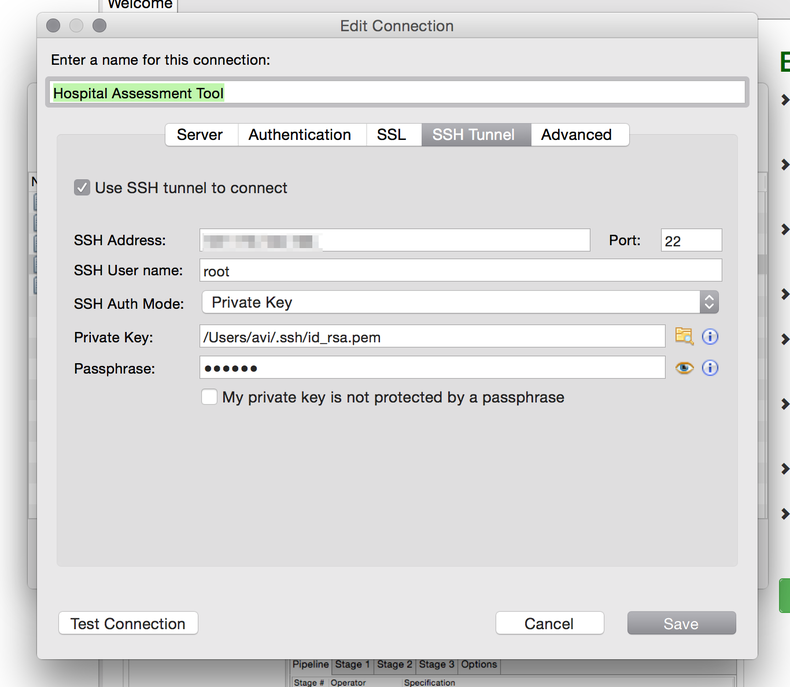 Welcome
Edit Connection
Enter a name for this connection:
Hospital Assessment Tool
Server Authentication SSL SSH Tunnel Advanced
Use SSH tunnel to connect
SSH Address: Port: 22
SSH User name: root
SSH Auth Mode: Private Key
Private Key: /Users/avi/.ssh/id_rsa.pem
Passphrase: ●●●●●●
My private key is not protected by a passphrase
Test Connection Cancel Save
Pipeline Stage 1 Stage 2 Stage 3 Options
Stage # Operator Specification